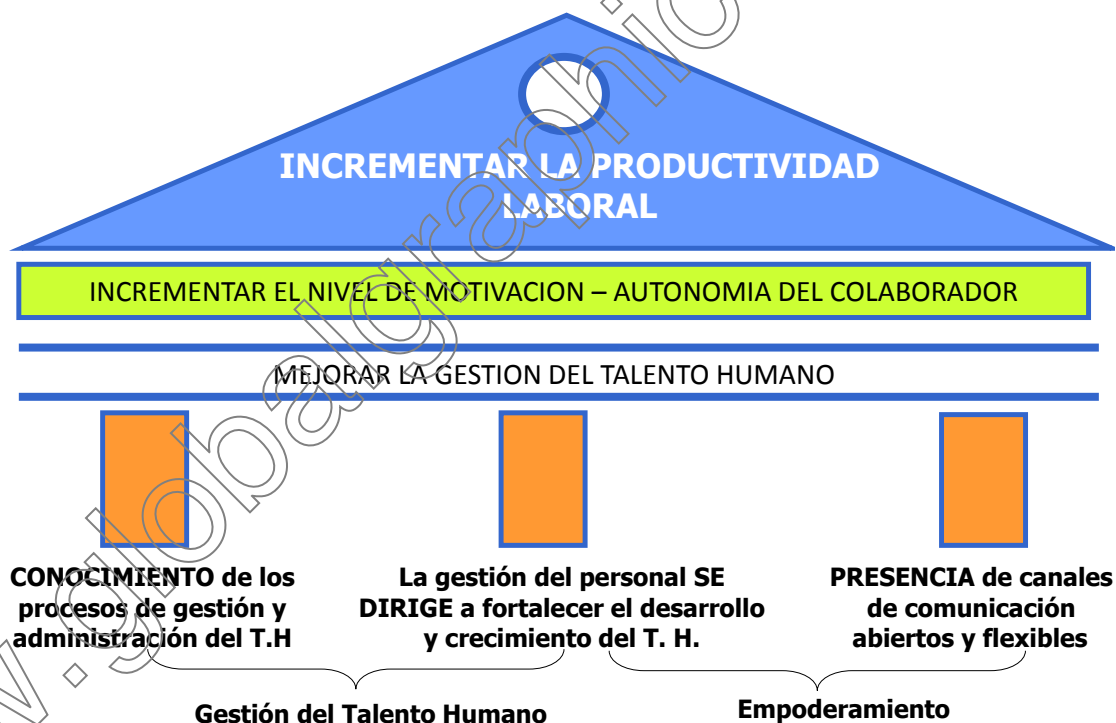 www.globalgraphic
INCREMENTAR LA PRODUCTIVIDAD
LABORAL
INCREMENTAR EL NIVEL DE MOTIVACION – AUTONOMIA DEL COLABORADOR
MEJORAR LA GESTION DEL TALENTO HUMANO
CONOCIMIENTO de los
procesos de gestión y
administración del T.H
La gestión del personal SE
DIRIGE a fortalecer el desarrollo
y crecimiento del T. H.
PRESENCIA de canales
de comunicación
abiertos y flexibles
Gestión del Talento Humano
Empoderamiento